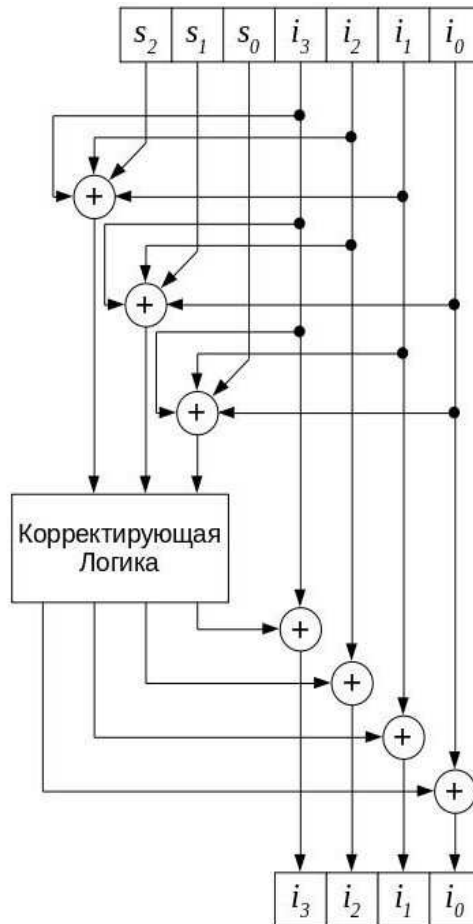 s₂ s₁ s₀ i₃ i₂ i₁ i₀
+
+
+
Корректирующая
Логика
+
+
+
+
i₃ i₂ i₁ i₀